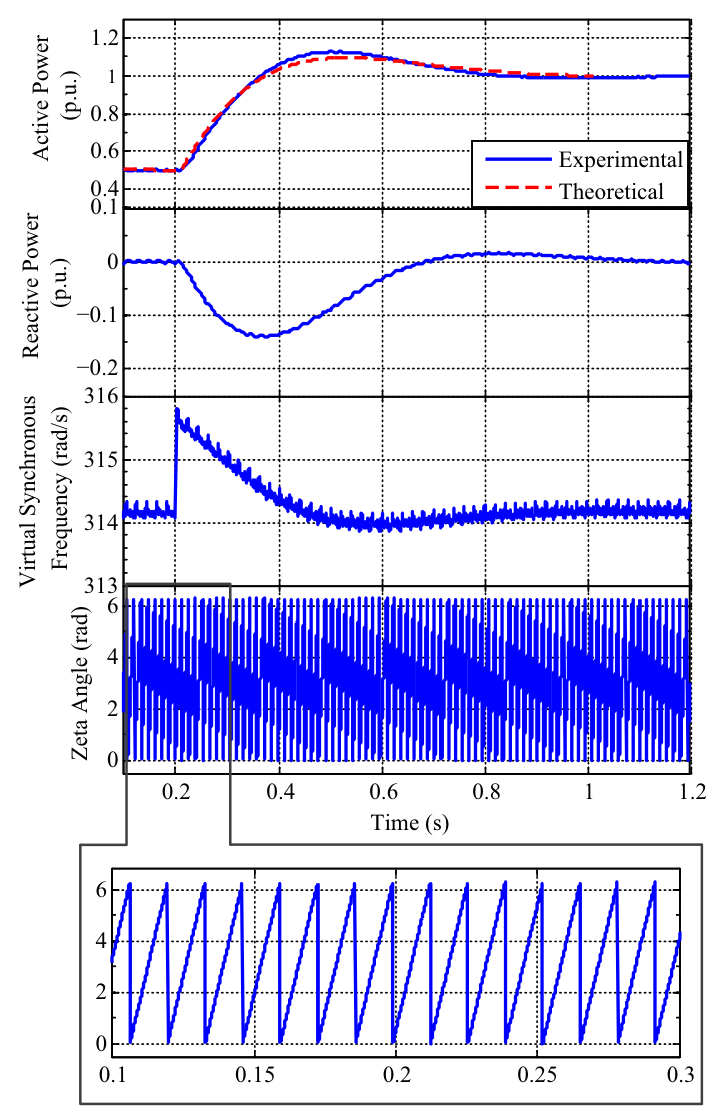 1.2
1
0.8
0.6
0.4
Active Power
(p.u.)
Experimental
Theoretical
0.1
0
−0.1
−0.2
Reactive Power
(p.u.)
316
315
314
313
Virtual Synchronous
Frequency (rad/s)
6
4
2
0
Zeta Angle (rad)
0.2 0.4 0.6 0.8 1 1.2
Time (s)
6
4
2
0
0.1 0.15 0.2 0.25 0.3